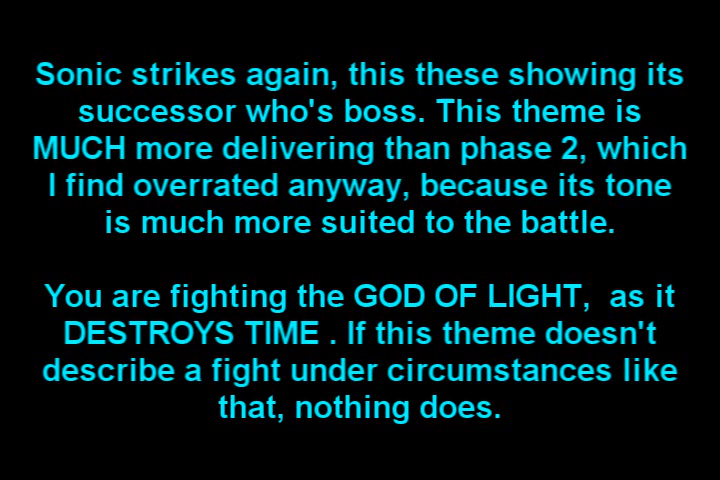 Sonic strikes again, this these showing its
successor who's boss. This theme is
MUCH more delivering than phase 2, which
I find overrated anyway, because its tone
is much more suited to the battle.
You are fighting the GOD OF LIGHT,  as it
DESTROYS TIME . If this theme doesn't
describe a fight under circumstances like
that, nothing does.